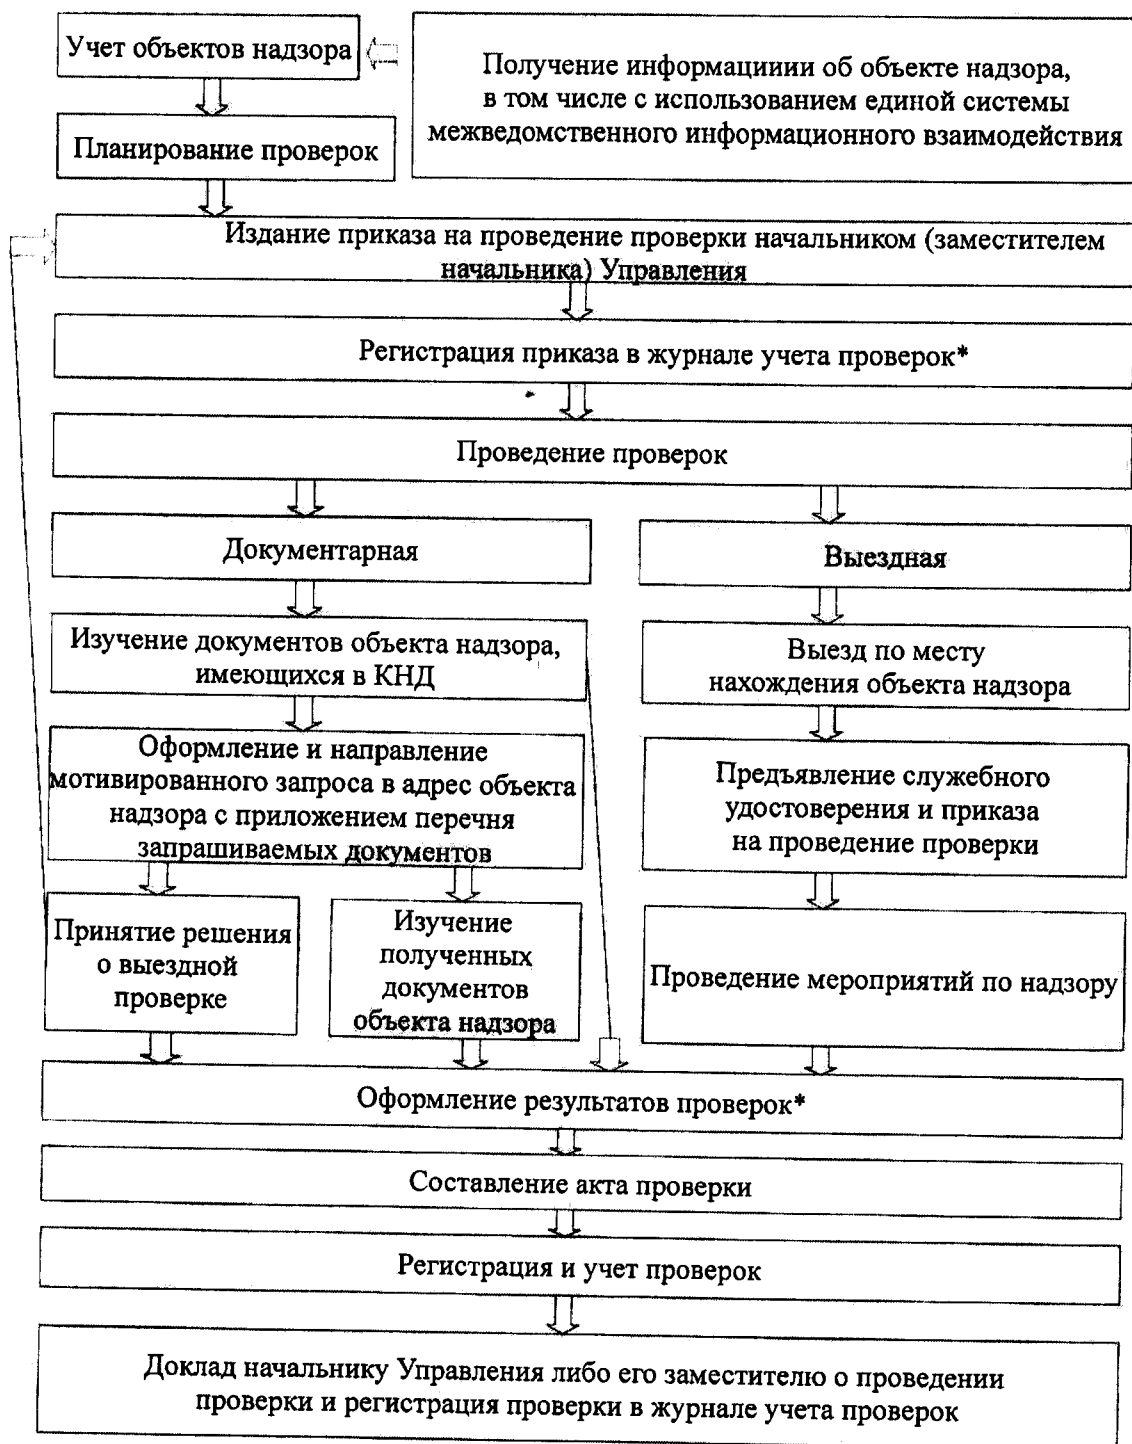 Учет объектов надзора
Получение информациииии об объекте надзора,
в том числе с использованием единой системы
межведомственного информационного взаимодействия
Планирование проверок
Издание приказа на проведение проверки начальником (заместителем
начальника) Управления
Регистрация приказа в журнале учета проверок*
Проведение проверок
Документарная
Выездная
Изучение документов объекта надзора,
имеющихся в КНД
Выезд по месту
нахождения объекта надзора
Оформление и направление
мотивированного запроса в адрес объекта
надзора с приложением перечня
запрашиваемых документов
Предъявление служебного
удостоверения и приказа
на проведение проверки
Принятие решения
о выездной
проверке
Изучение
полученных
документов
объекта надзора
Проведение мероприятий по надзору
Оформление результатов проверок*
Составление акта проверки
Регистрация и учет проверок
Доклад начальнику Управления либо его заместителю о проведении
проверки и регистрация проверки в журнале учета проверок